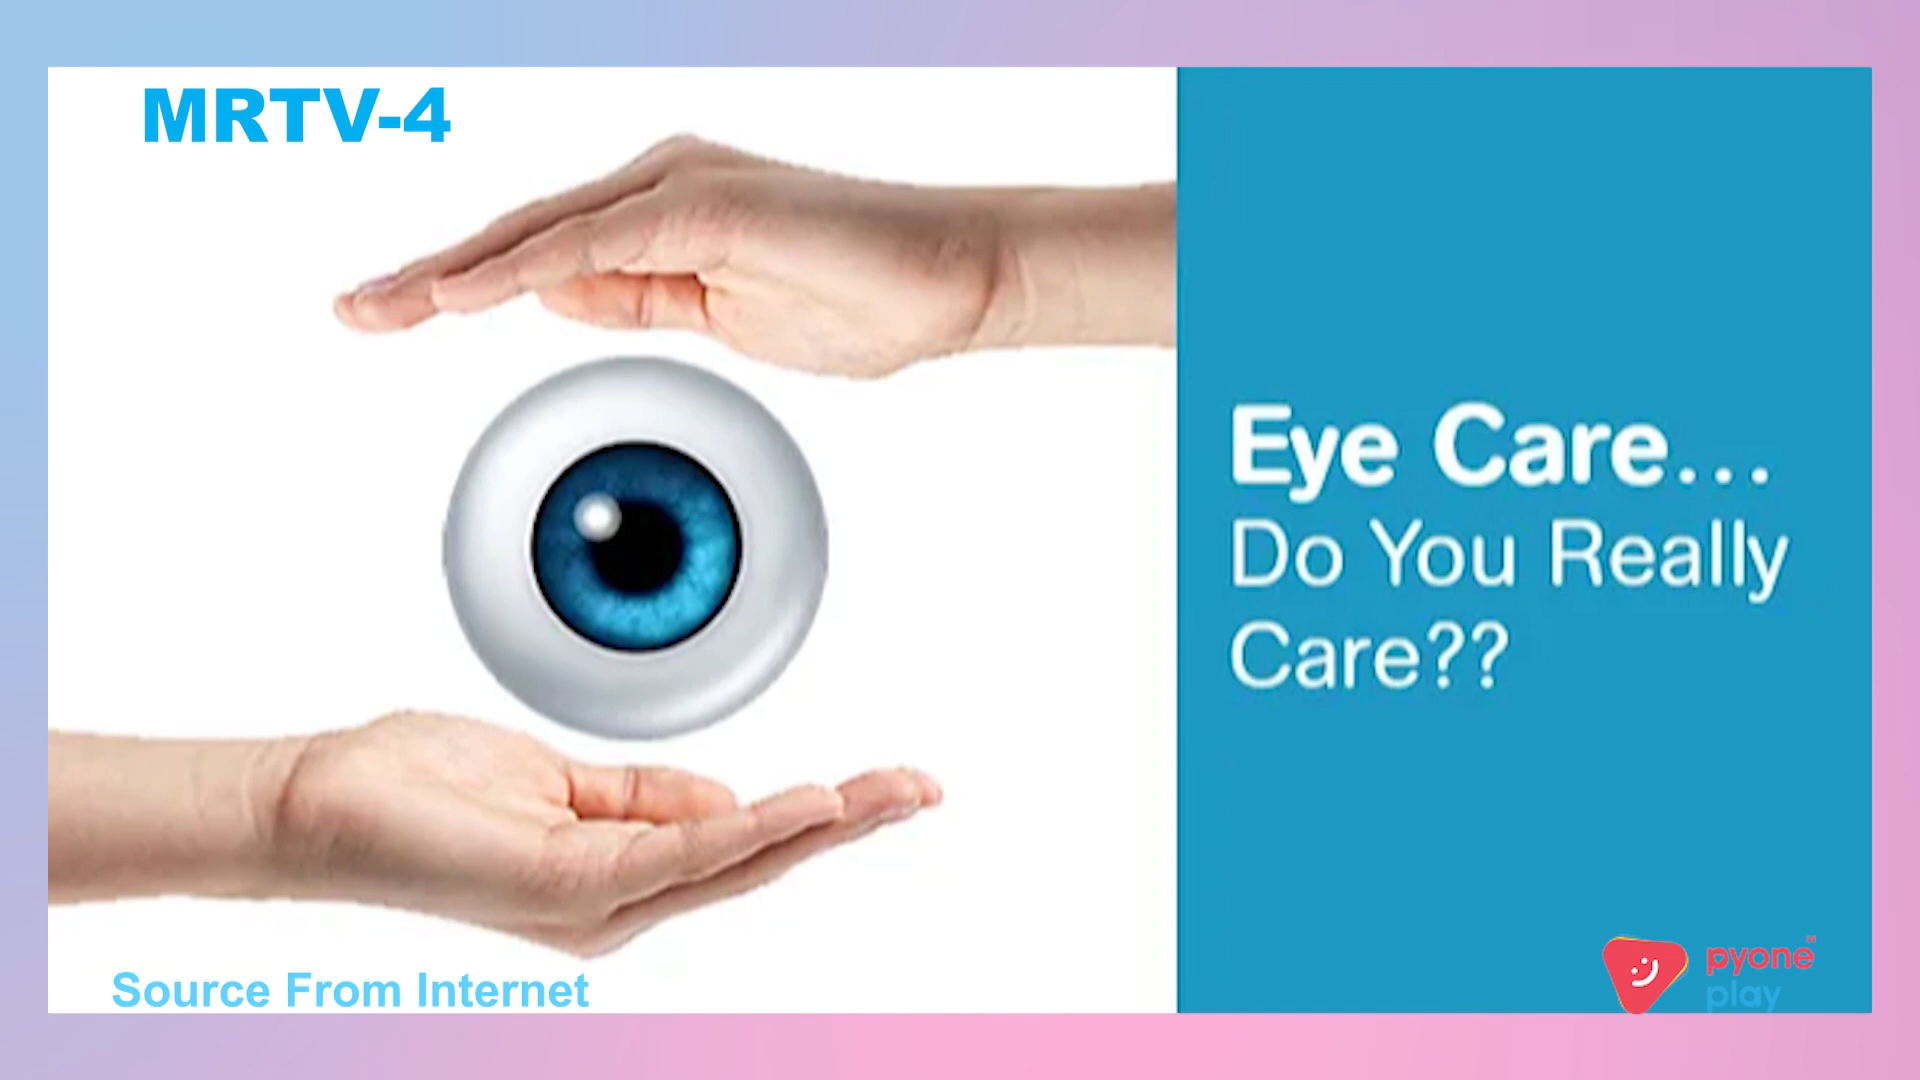 MRTV-4
Eye Care...
Do You Really
Care??
Source From Internet
pyone
play